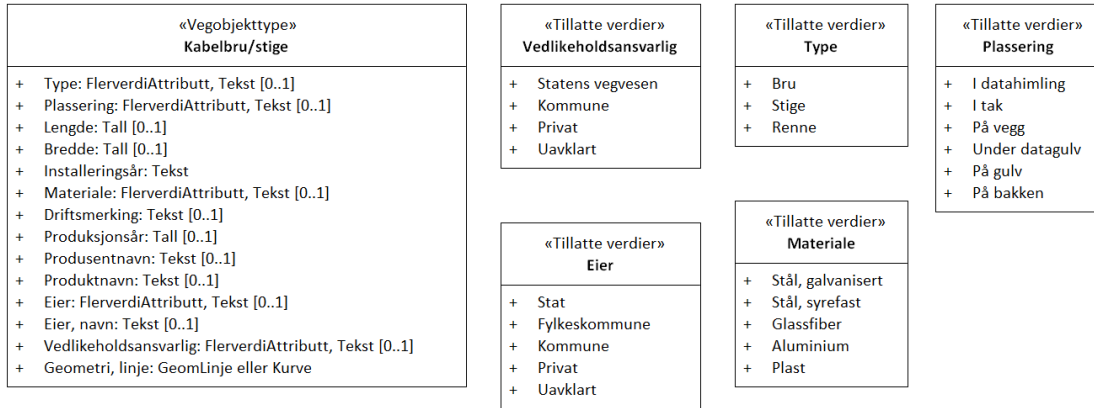 «Vegobjekttype»
Kabelbru/stige
+ Type: FlerverdiAttributt, Tekst [0..1]
+ Plassering: FlerverdiAttributt, Tekst [0..1]
+ Lengde: Tall [0..1]
+ Bredde: Tall [0..1]
+ Installeringsår: Tekst
+ Materiale: FlerverdiAttributt, Tekst [0..1]
+ Driftsmerking: Tekst [0..1]
+ Produksjonsår: Tall [0..1]
+ Produsentnavn: Tekst [0..1]
+ Produktnavn: Tekst [0..1]
+ Eier: FlerverdiAttributt, Tekst [0..1]
+ Eier, navn: Tekst [0..1]
+ Vedlikeholdsansvarlig: FlerverdiAttributt, Tekst [0..1]
+ Geometri, linje: GeomLinje eller Kurve
«Tillatte verdier»
Vedlikeholdsansvarlig
+ Statens vegvesen
+ Kommune
+ Privat
+ Uavklart
«Tillatte verdier»
Type
+ Bru
+ Stige
+ Renne
«Tillatte verdier»
Plassering
+ I datahimling
+ I tak
+ På vegg
+ Under datagulv
+ På gulv
+ På bakken
«Tillatte verdier»
Eier
+ Stat
+ Fylkeskommune
+ Kommune
+ Privat
+ Uavklart
«Tillatte verdier»
Materiale
+ Stål, galvanisert
+ Stål, syrefast
+ Glassfiber
+ Aluminium
+ Plast